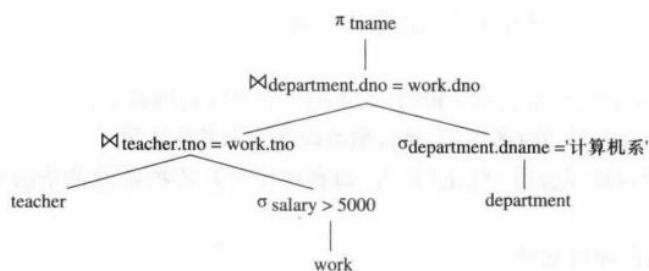 π tname
⋈department.dno = work.dno
⋈teacher.tno = work.tno
σdepartment.dname ='计算机系'
teacher
σ salary > 5000
department
work